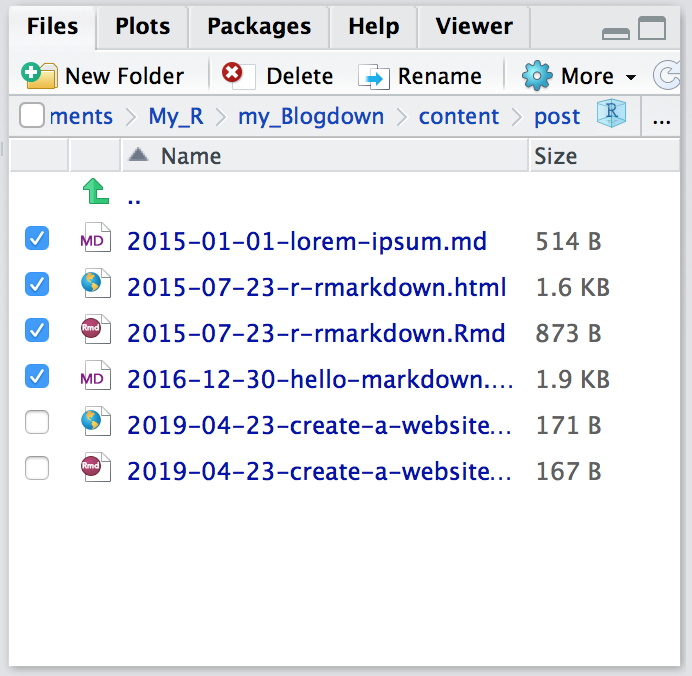 Files Plots Packages Help Viewer
New Folder Delete Rename More
ments My_R my_Blogdown content post R ...
Name Size
..
MD 2015-01-01-lorem-ipsum.md 514 B
2015-07-23-r-rmarkdown.html 1.6 KB
Rmd 2015-07-23-r-rmarkdown.Rmd 873 B
MD 2016-12-30-hello-markdown.... 1.9 KB
2019-04-23-create-a-website... 171 B
Rmd 2019-04-23-create-a-website... 167 B